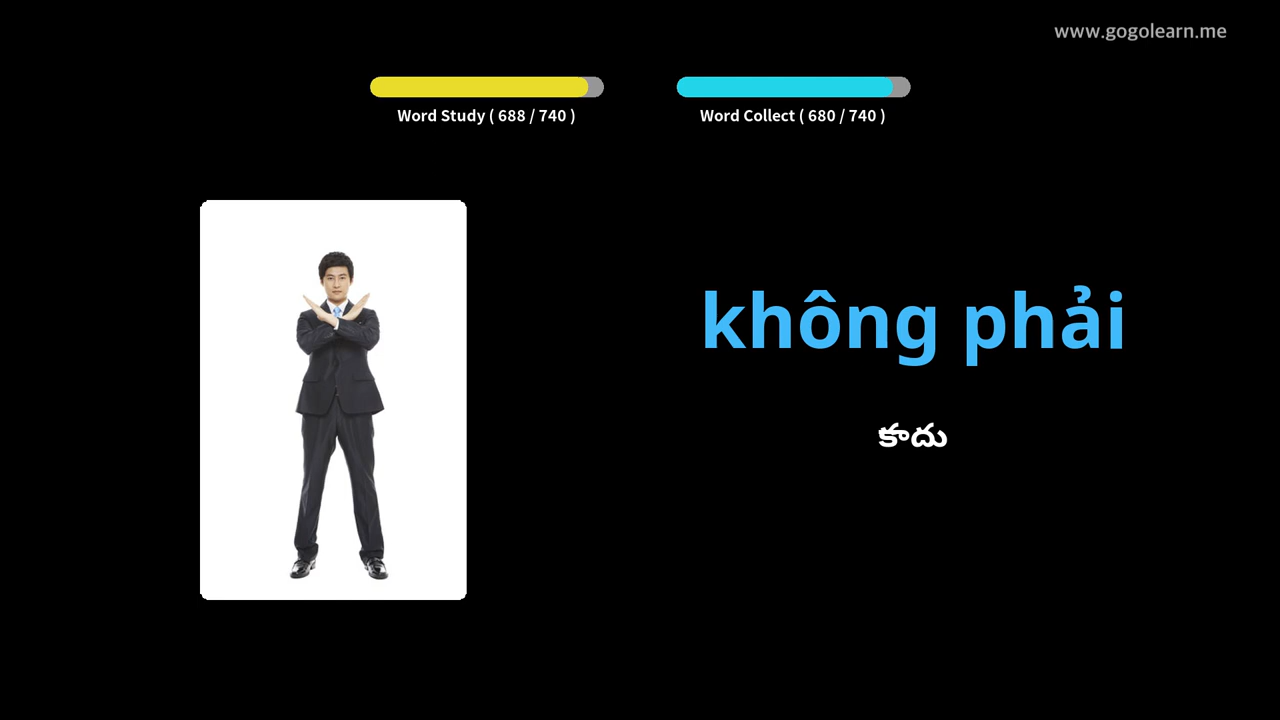 www.gogolearn.me
Word Study ( 688 / 740 )
Word Collect ( 680 / 740 )
không phải
కాదు